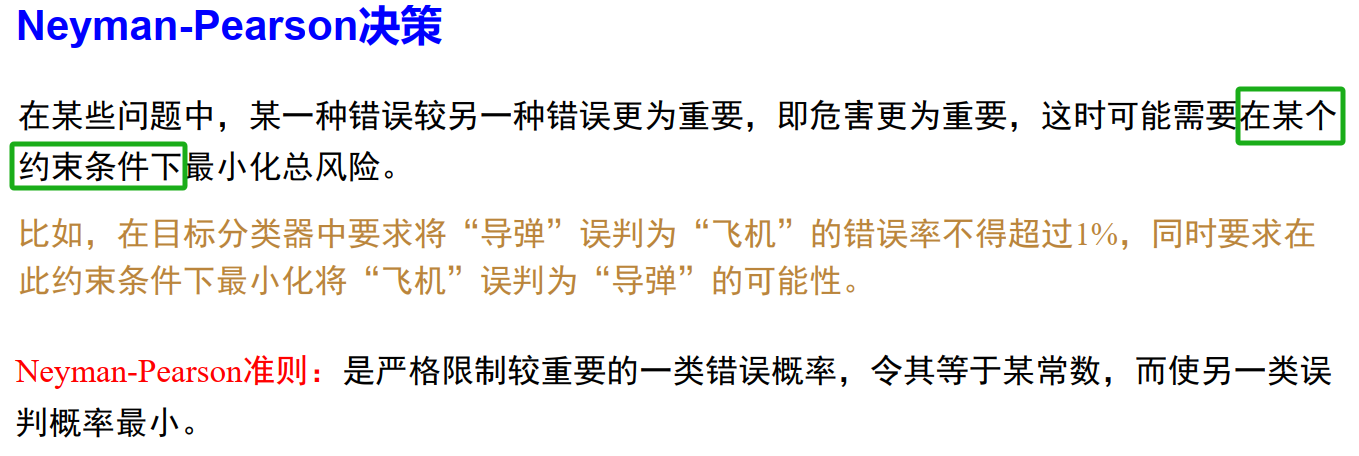 Neyman-Pearson决策
在某些问题中，某一种错误较另一种错误更为重要，即危害更为重要，这时可能需要在某个
约束条件下最小化总风险。
比如，在目标分类器中要求将“导弹”误判为“飞机”的错误率不得超过1%，同时要求在
此约束条件下最小化将“飞机”误判为“导弹”的可能性。
Neyman-Pearson准则：是严格限制较重要的一类错误概率，令其等于某常数，而使另一类误
判概率最小。